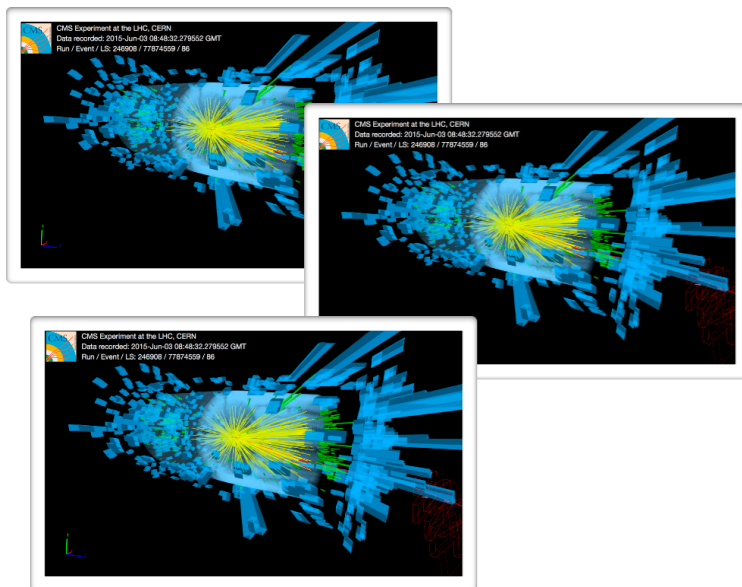 CMS
CMS Experiment at the LHC, CERN
Data recorded: 2015-Jun-03 08:48:32.279552 GMT
Run / Event / LS: 246908 / 77874559 / 86
CMS
CMS Experiment at the LHC, CERN
Data recorded: 2015-Jun-03 08:48:32.279552 GMT
Run / Event / LS: 246908 / 77874559 / 86
CMS
CMS Experiment at the LHC, CERN
Data recorded: 2015-Jun-03 08:48:32.279552 GMT
Run / Event / LS: 246908 / 77874559 / 86